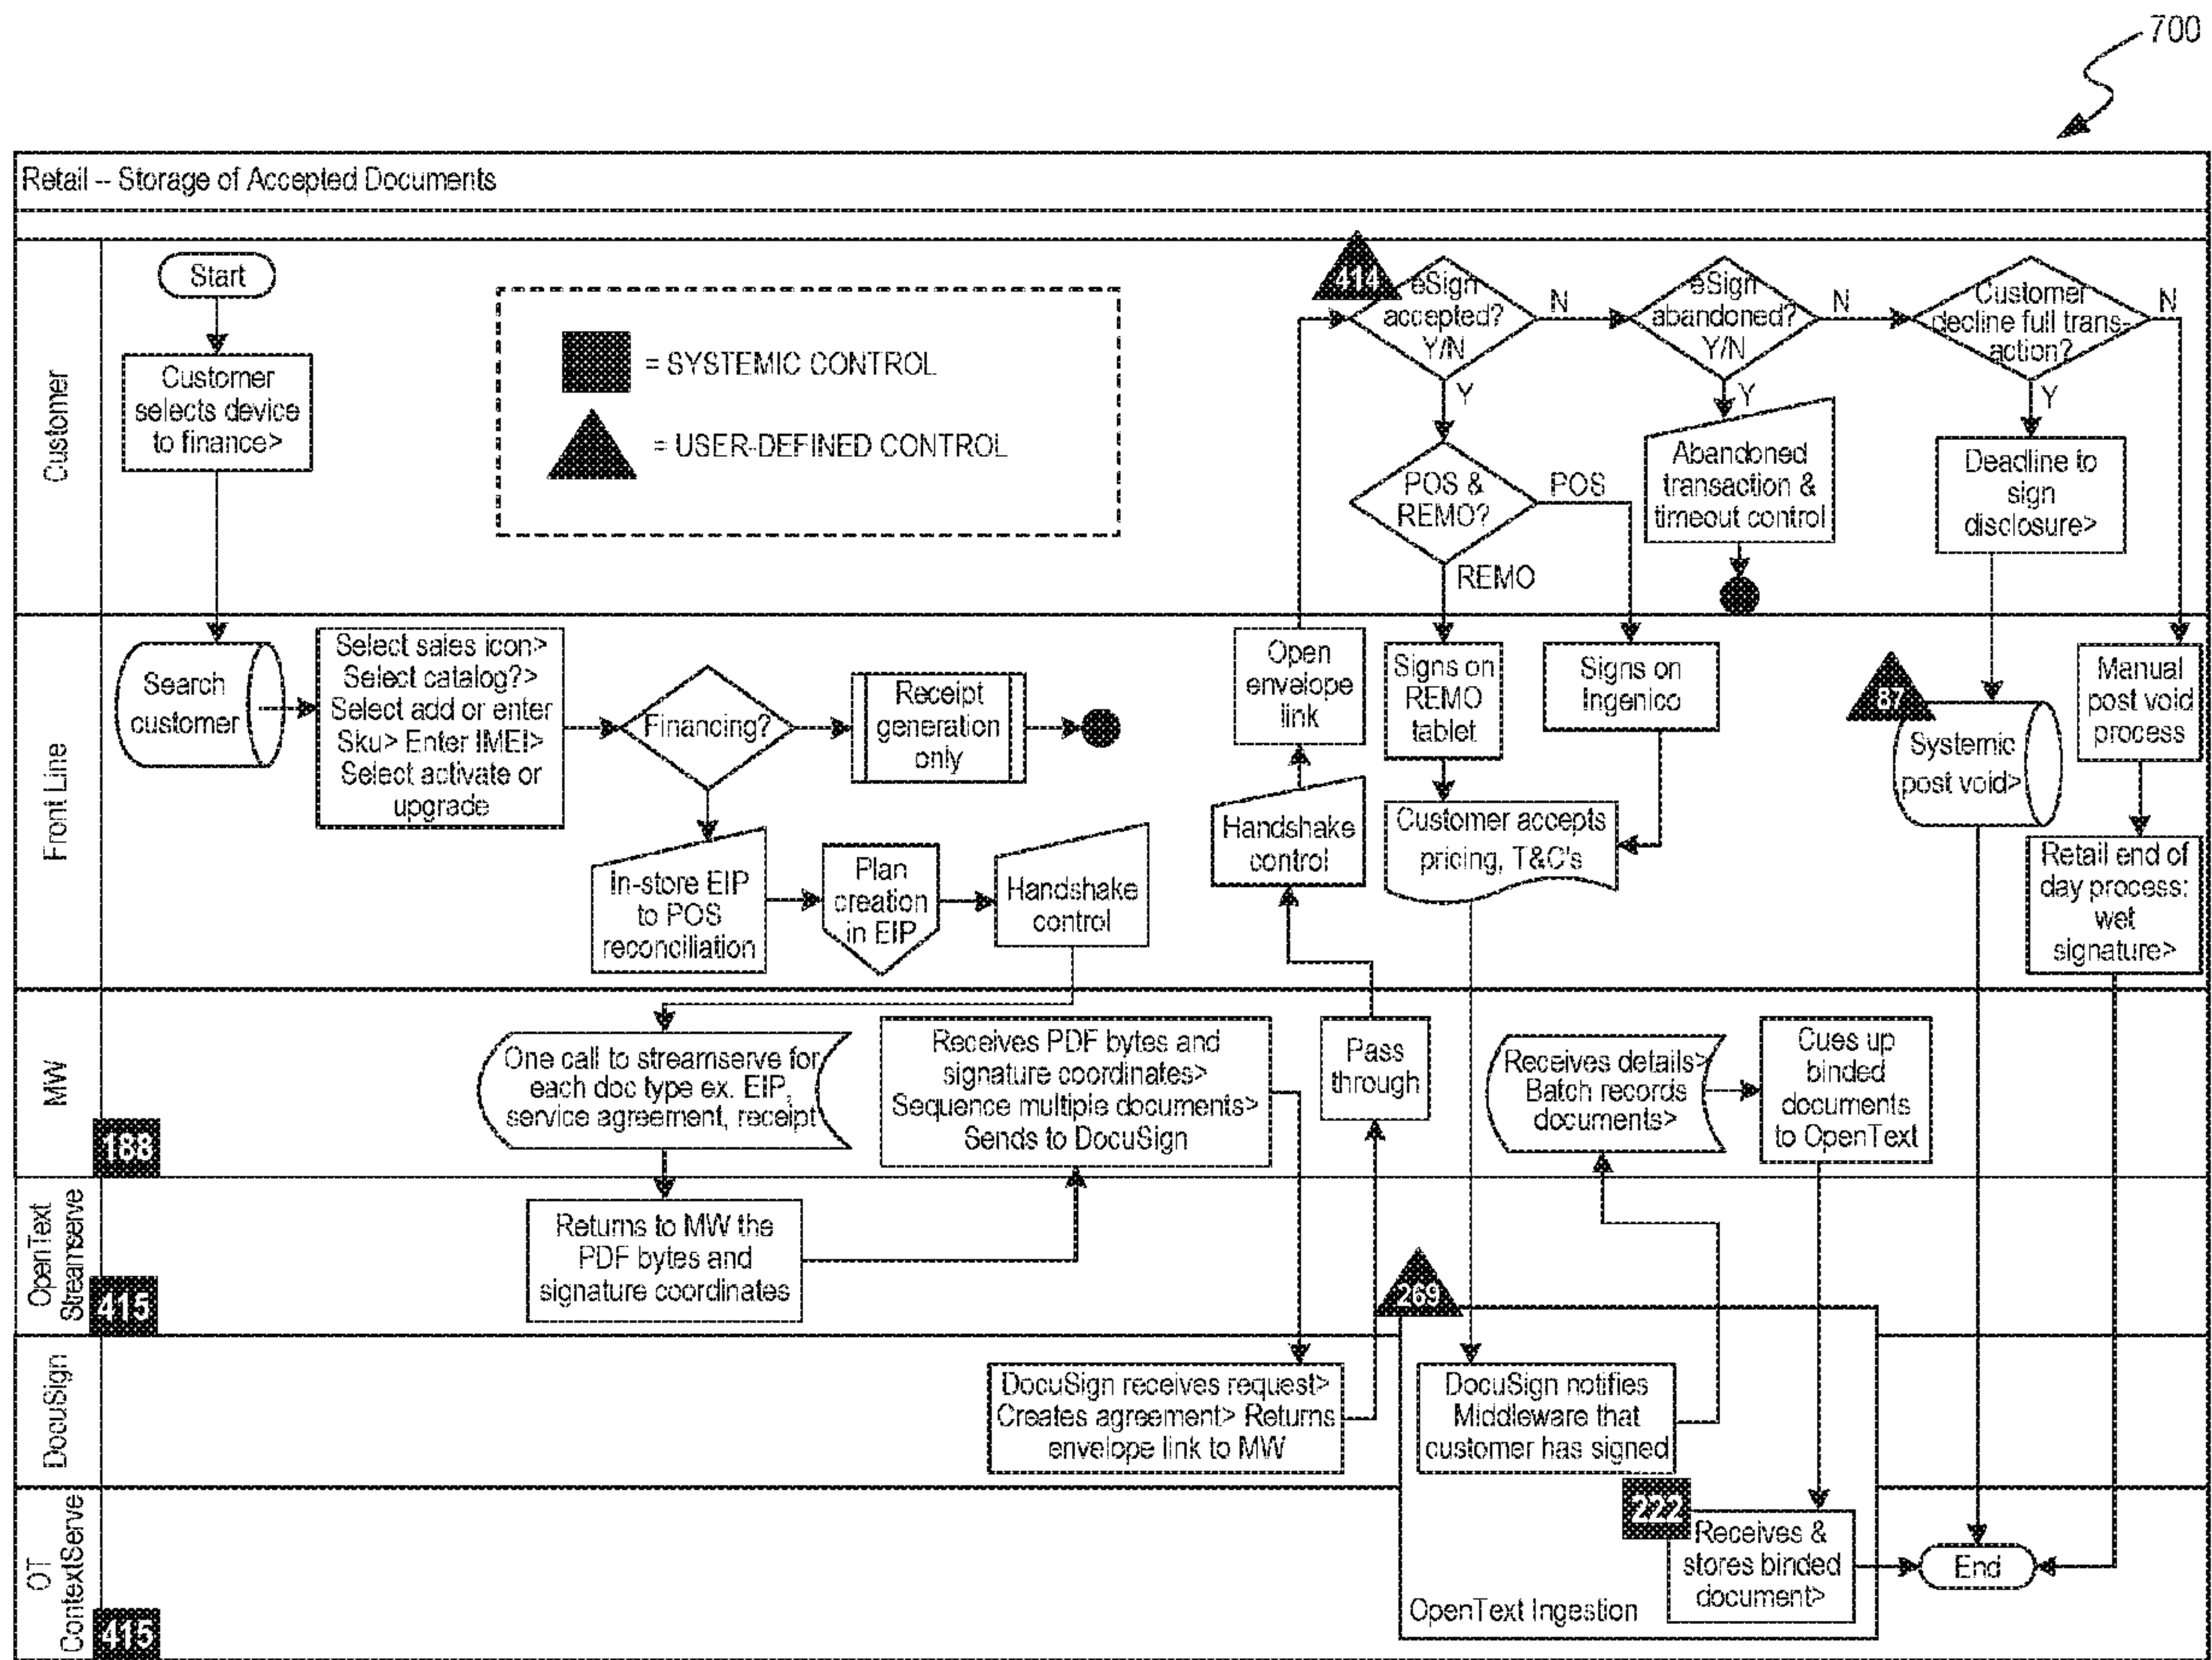 700
Retail -- Storage of Accepted Documents
Customer
Start
Customer
selects device
to finance>
= SYSTEMIC CONTROL
= USER-DEFINED CONTROL
414
eSign
accepted?
Y/N
N
Y
eSign
abandoned?
Y/N
N
Y
Customer
decline full trans-
action?
N
Y
POS &
REMO?
POS
REMO
Abandoned
transaction &
timeout control
Deadline to
sign
disclosure>
Front Line
Search
customer
Select sales icon>
Select catalog?>
Select add or enter
Sku> Enter IMEI>
Select activate or
upgrade
Financing?
Receipt
generation
only
In-store EIP
to POS
reconciliation
Plan
creation
in EIP
Handshake
control
Open
envelope
link
Handshake
control
Signs on
REMO
tablet
Signs on
Ingenico
Customer accepts
pricing, T&C's
87
Systemic
post void>
Manual
post void
process
Retail end of
day process:
wet
signature>
MW
188
One call to streamserve for
each doc type ex. EIP,
service agreement, receipt
Receives PDF bytes and
signature coordinates>
Sequence multiple documents>
Sends to DocuSign
Pass
through
Receives details>
Batch records
documents>
Cues up
binded
documents
to OpenText
OpenText
Streamserve
415
Returns to MW the
PDF bytes and
signature coordinates
269
DocuSign
DocuSign receives request>
Creates agreement> Returns
envelope link to MW
DocuSign notifies
Middleware that
customer has signed
OT
ContextServe
415
222
Receives &
stores binded
document>
OpenText Ingestion
End